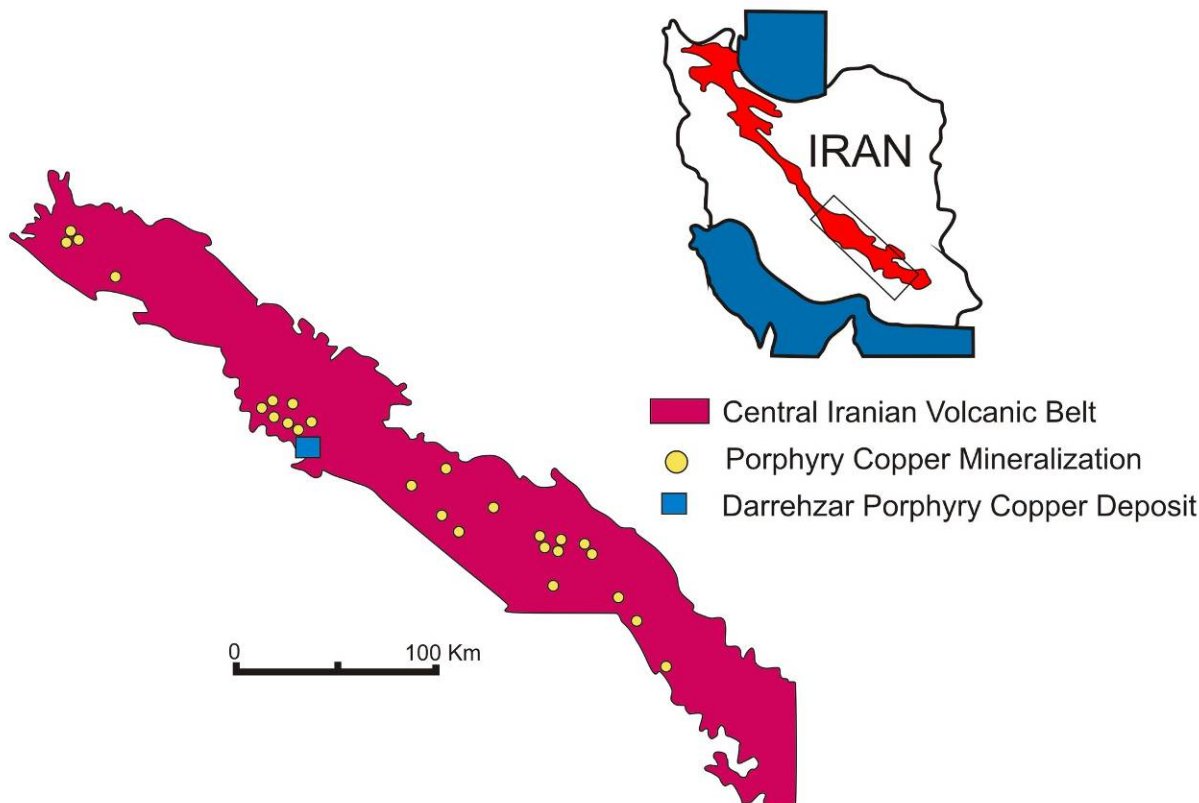 IRAN
Central Iranian Volcanic Belt
Porphyry Copper Mineralization
Darrehzar Porphyry Copper Deposit
0 100 Km